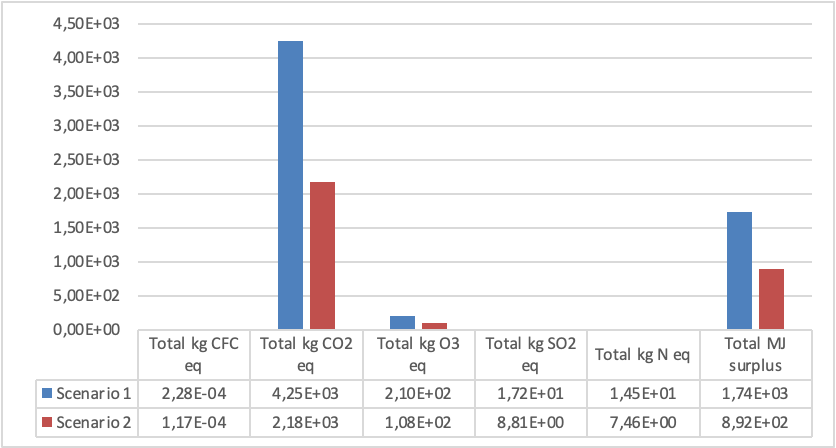 4,50E+03
4,00E+03
3,50E+03
3,00E+03
2,50E+03
2,00E+03
1,50E+03
1,00E+03
5,00E+02
0,00E+00
Total kg CFC eq
Total kg CO2 eq
Total kg O3 eq
Total kg SO2 eq
Total kg N eq
Total MJ surplus
Scenario 1 2,28E-04 4,25E+03 2,10E+02 1,72E+01 1,45E+01 1,74E+03
Scenario 2 1,17E-04 2,18E+03 1,08E+02 8,81E+00 7,46E+00 8,92E+02